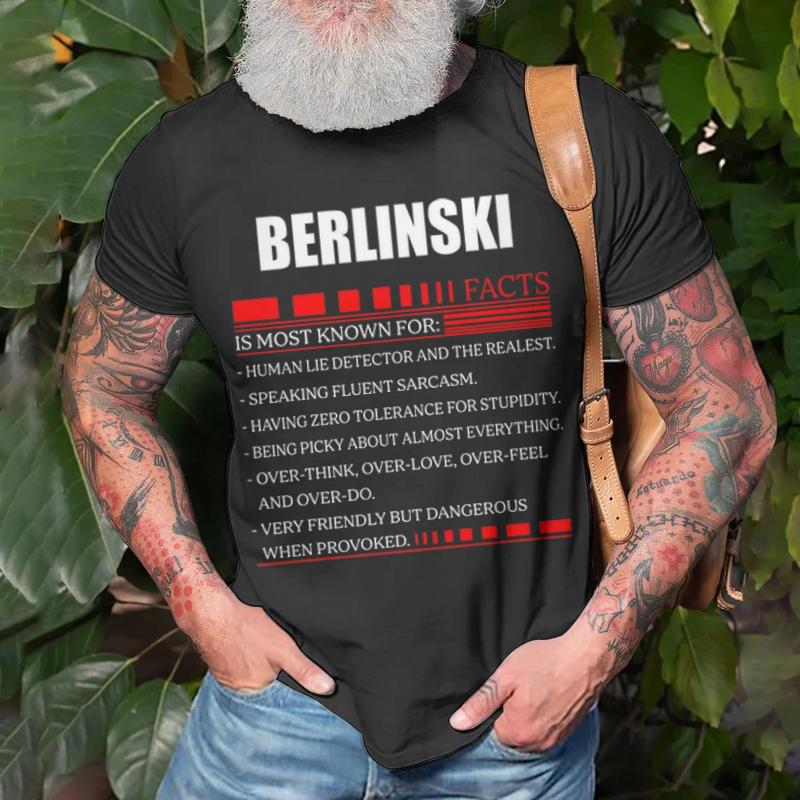 BERLINSKI
FACTS
IS MOST KNOWN FOR:
- HUMAN LIE DETECTOR AND THE REALEST.
- SPEAKING FLUENT SARCASM.
- HAVING ZERO TOLERANCE FOR STUPIDITY.
- BEING PICKY ABOUT ALMOST EVERYTHING.
- OVER-THINK, OVER-LOVE, OVER-FEEL
AND OVER-DO.
- VERY FRIENDLY BUT DANGEROUS
WHEN PROVOKED.
Estuardo